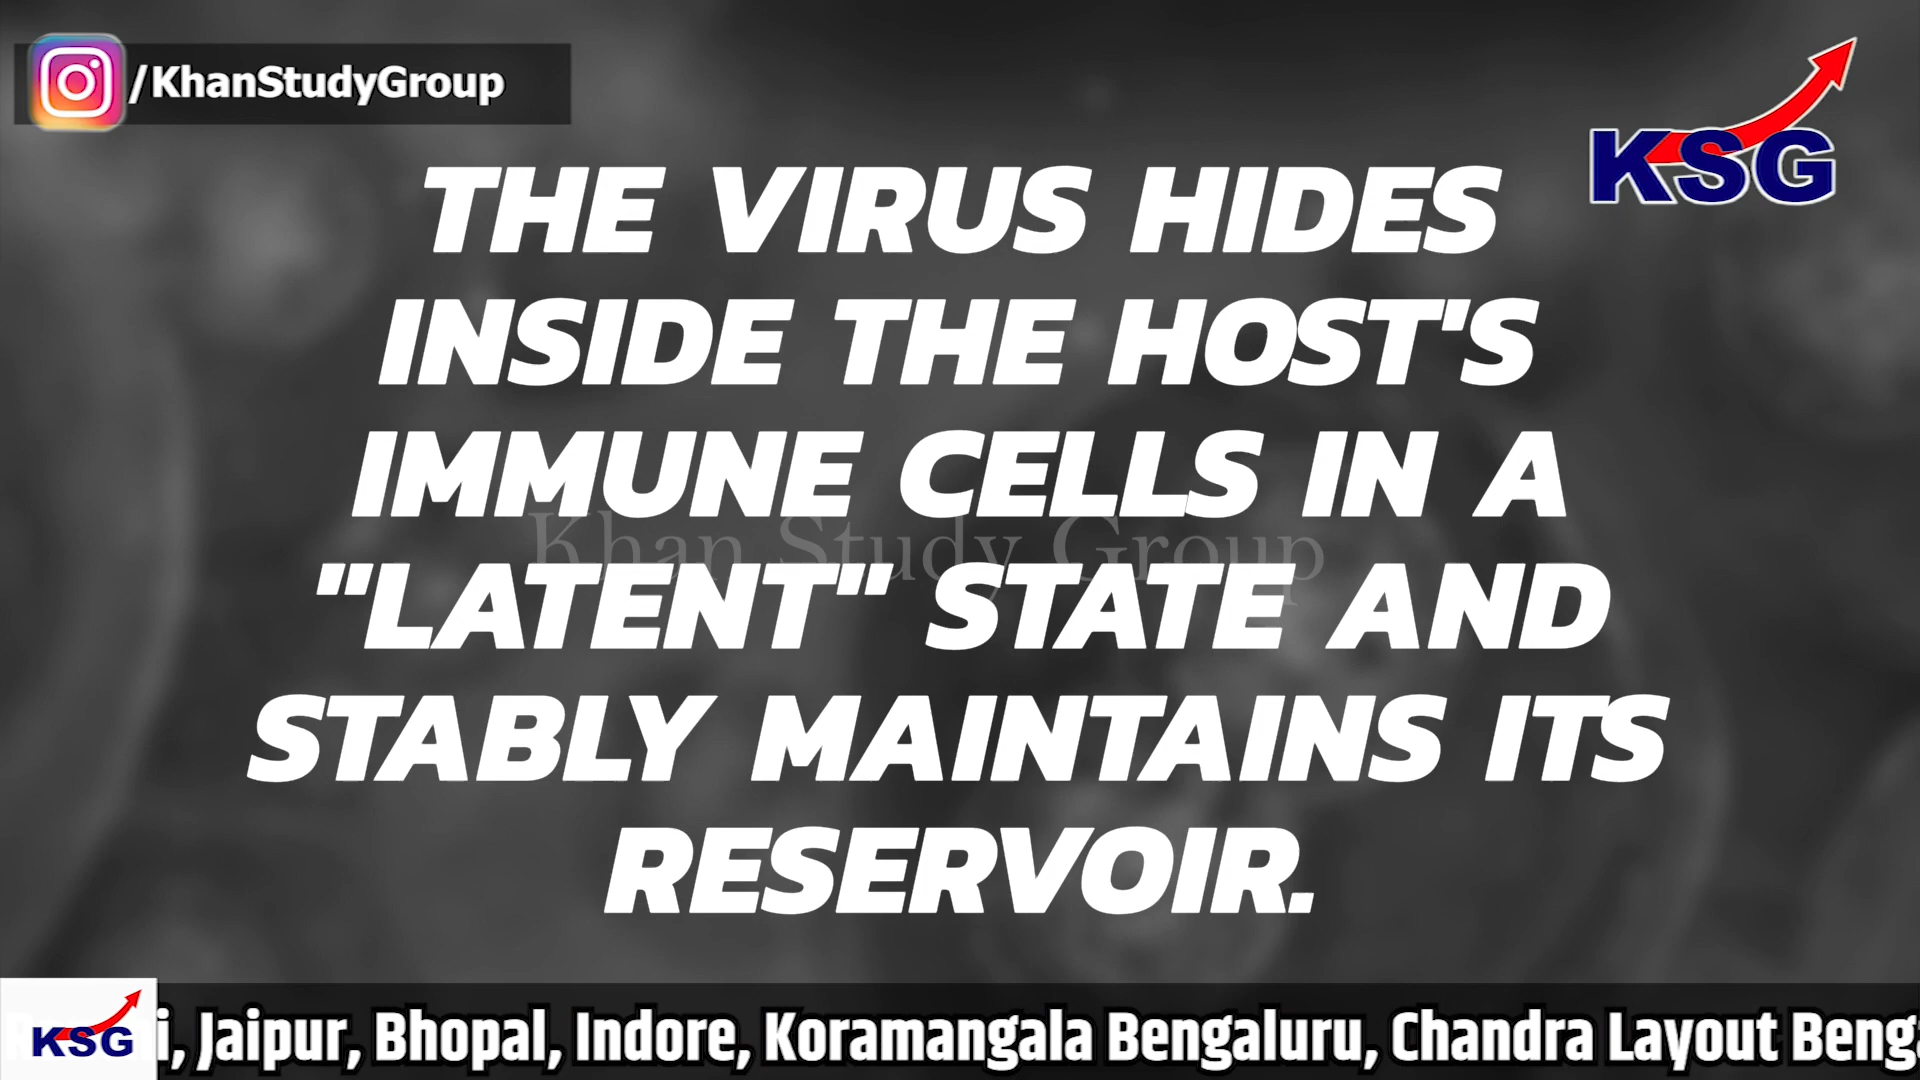 /KhanStudyGroup
KSG
THE VIRUS HIDES
INSIDE THE HOST'S
IMMUNE CELLS IN A
"LATENT" STATE AND
STABLY MAINTAINS ITS
RESERVOIR.
Khan Study Group
KSG
Jaipur, Bhopal, Indore, Koramangala Bengaluru, Chandra Layout